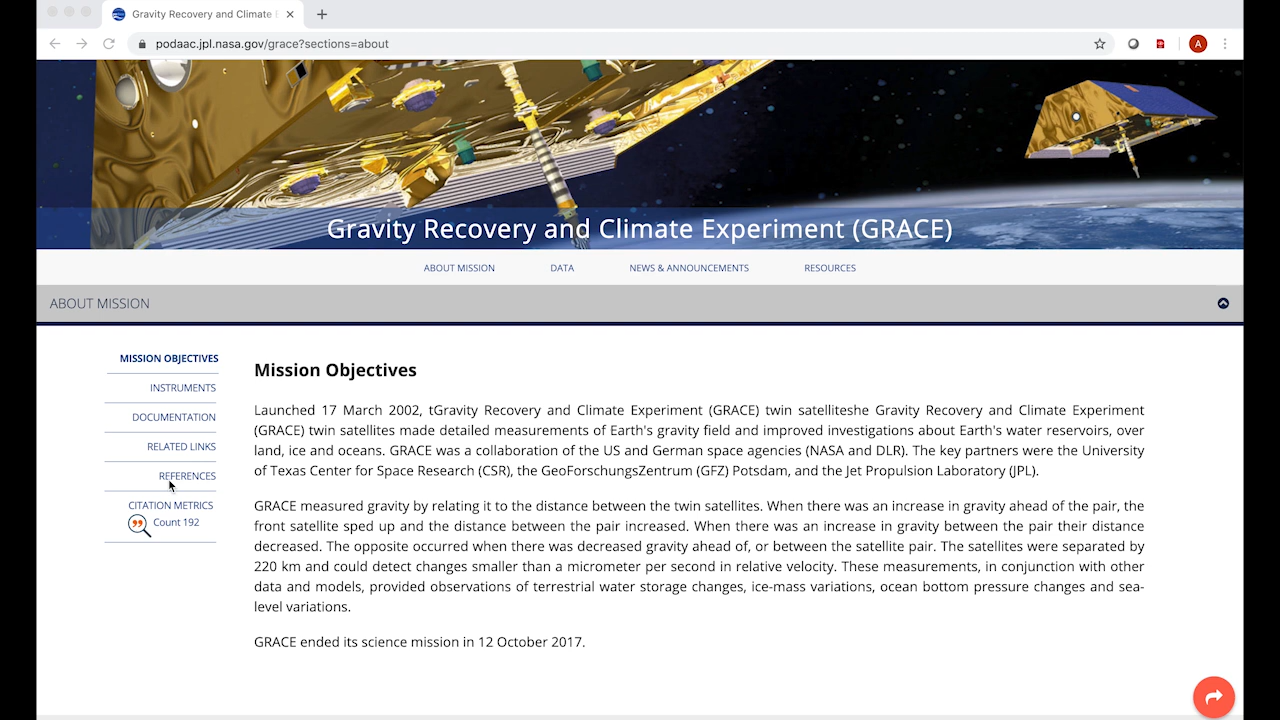 Gravity Recovery and Climate E
podaac.jpl.nasa.gov/grace?sections=about
A
Gravity Recovery and Climate Experiment (GRACE)
ABOUT MISSION DATA NEWS & ANNOUNCEMENTS RESOURCES
ABOUT MISSION
MISSION OBJECTIVES
INSTRUMENTS
DOCUMENTATION
RELATED LINKS
REFERENCES
CITATION METRICS
Count 192
Mission Objectives
Launched 17 March 2002, tGravity Recovery and Climate Experiment (GRACE) twin satelliteshe Gravity Recovery and Climate Experiment
(GRACE) twin satellites made detailed measurements of Earth's gravity field and improved investigations about Earth's water reservoirs, over
land, ice and oceans. GRACE was a collaboration of the US and German space agencies (NASA and DLR). The key partners were the University
of Texas Center for Space Research (CSR), the GeoForschungsZentrum (GFZ) Potsdam, and the Jet Propulsion Laboratory (JPL).
GRACE measured gravity by relating it to the distance between the twin satellites. When there was an increase in gravity ahead of the pair, the
front satellite sped up and the distance between the pair increased. When there was an increase in gravity between the pair their distance
decreased. The opposite occurred when there was decreased gravity ahead of, or between the satellite pair. The satellites were separated by
220 km and could detect changes smaller than a micrometer per second in relative velocity. These measurements, in conjunction with other
data and models, provided observations of terrestrial water storage changes, ice-mass variations, ocean bottom pressure changes and sea-
level variations.
GRACE ended its science mission in 12 October 2017.